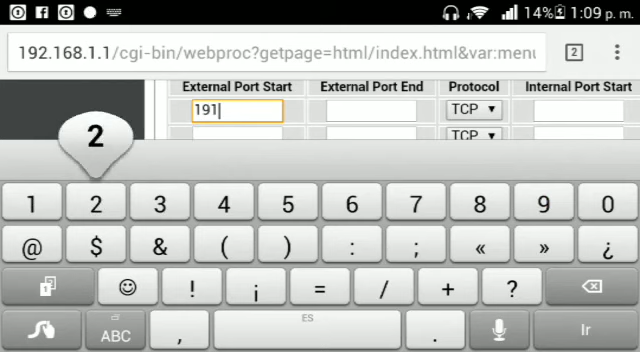 14% 1:09 p. m.
192.168.1.1/cgi-bin/webproc?getpage=html/index.html&var:menu
2
External Port Start External Port End Protocol Internal Port Start
191 TCP ▼
TCP ▼
2
1 2 3 4 5 6 7 8 9 0
@ $ & ( ) : ; « » ¿
1 ! ¡ = / + ?
ES
ABC , . Ir